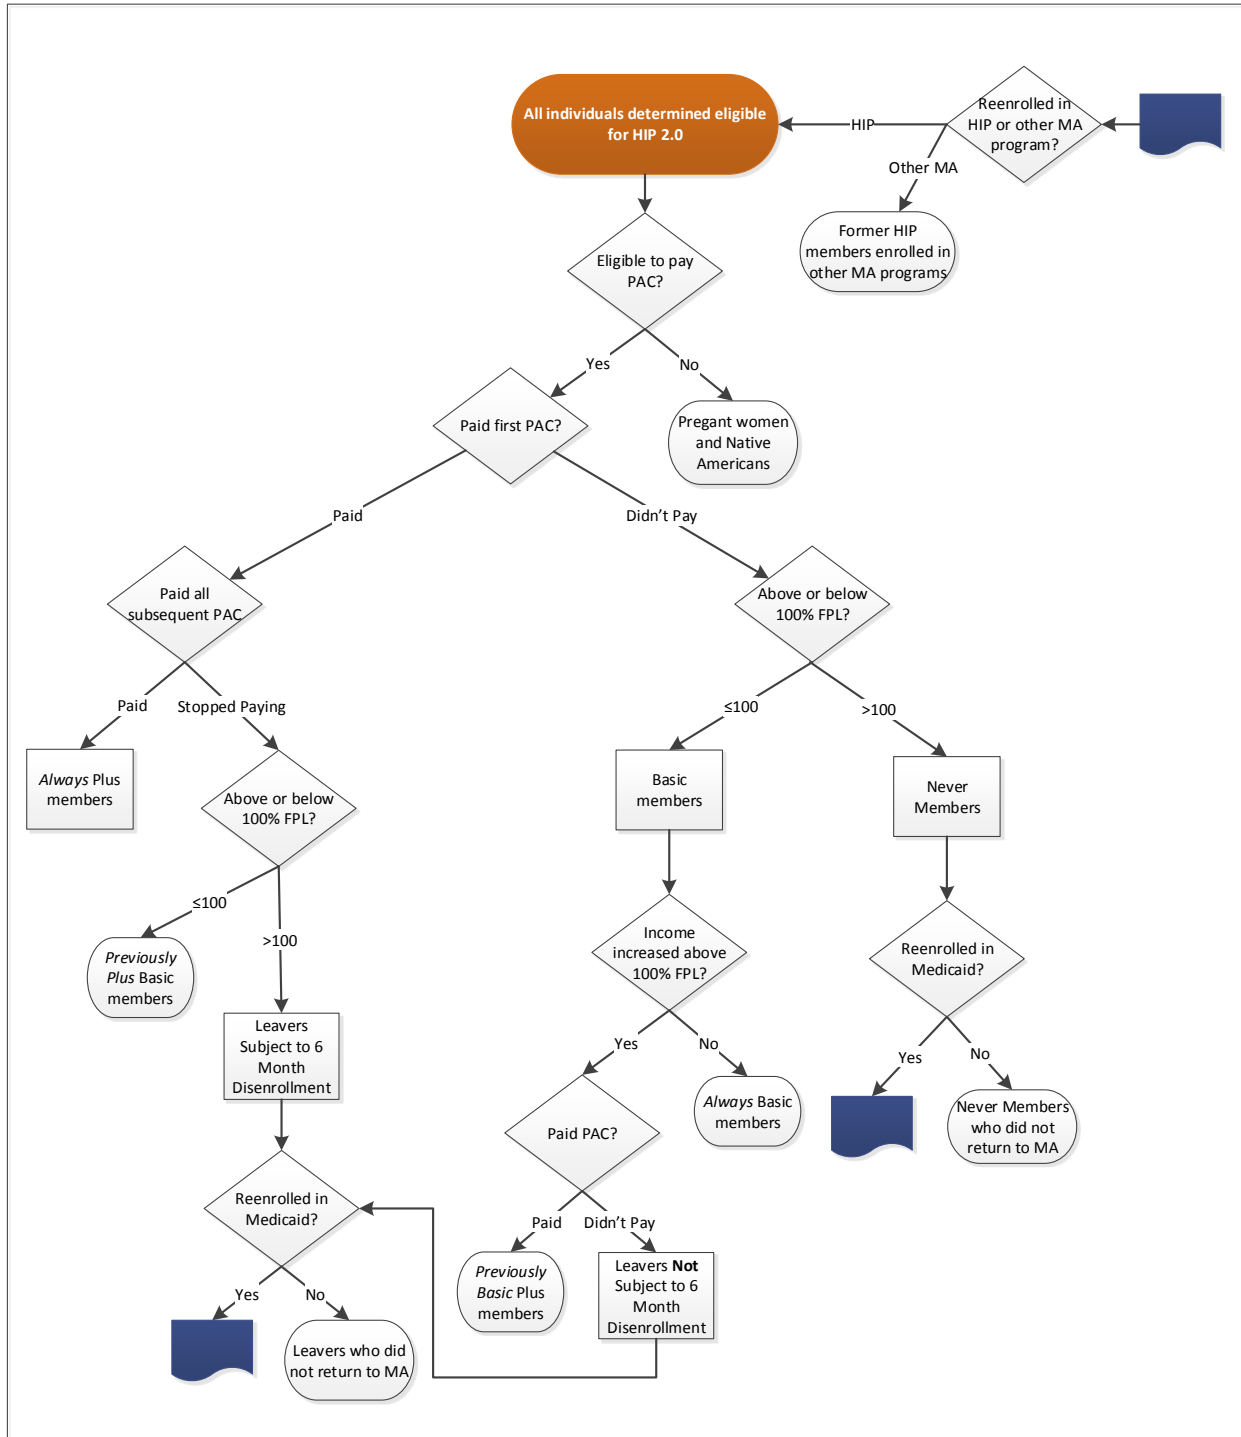 All individuals determined eligible
for HIP 2.0
HIP
Reenrolled in
HIP or other MA
program?
Other MA
Former HIP
members enrolled in
other MA programs
Eligible to pay
PAC?
Yes
No
Paid first PAC?
Pregant women
and Native
Americans
Paid
Didn't Pay
Paid all
subsequent PAC
Above or below
100% FPL?
Paid
Stopped Paying
≤100
>100
Always Plus
members
Above or below
100% FPL?
Basic
members
Never
Members
≤100
>100
Previously
Plus Basic
members
Income
increased above
100% FPL?
Reenrolled in
Medicaid?
Leavers
Subject to 6
Month
Disenrollment
Yes
No
Yes
No
Paid PAC?
Always Basic
members
Never Members
who did not
return to MA
Reenrolled in
Medicaid?
Paid
Didn't Pay
Previously
Basic Plus
members
Leavers Not
Subject to 6
Month
Disenrollment
Yes
No
Leavers who did
not return to MA